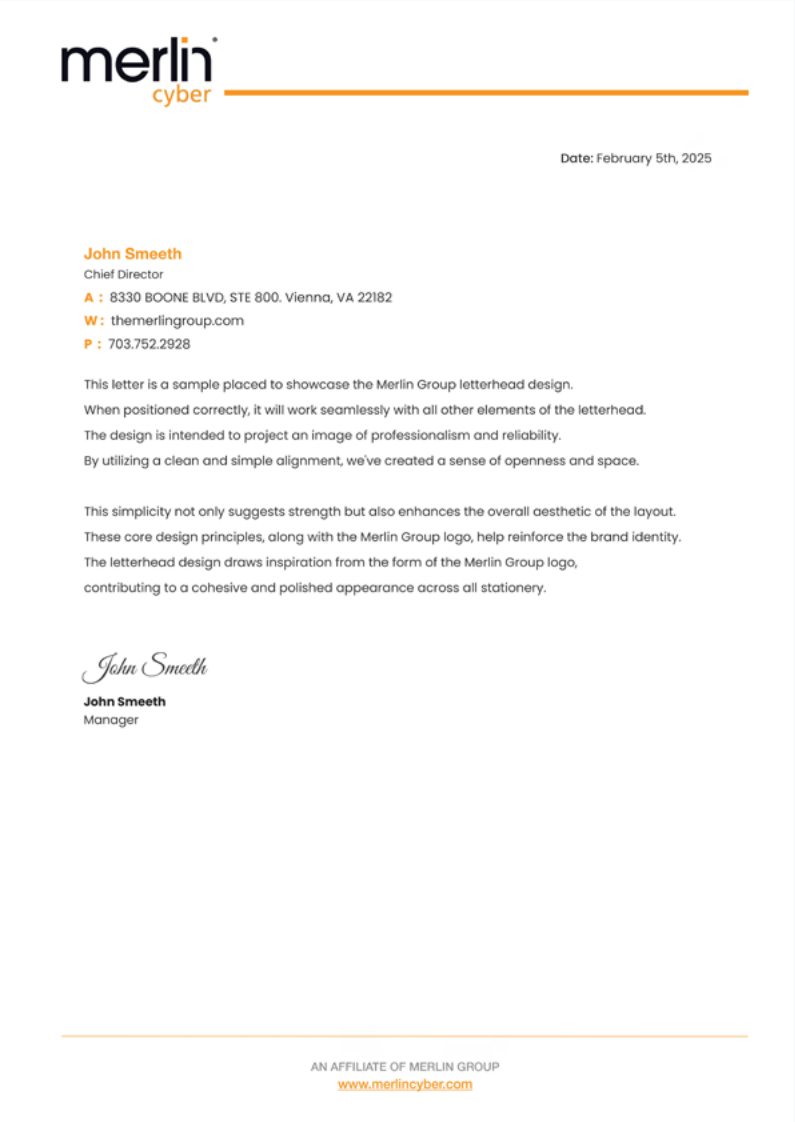 merlin
cyber
Date: February 5th, 2025
John Smeeth
Chief Director
A : 8330 BOONE BLVD, STE 800. Vienna, VA 22182
W : themerlingroup.com
P : 703.752.2928
This letter is a sample placed to showcase the Merlin Group letterhead design.
When positioned correctly, it will work seamlessly with all other elements of the letterhead.
The design is intended to project an image of professionalism and reliability.
By utilizing a clean and simple alignment, we've created a sense of openness and space.
This simplicity not only suggests strength but also enhances the overall aesthetic of the layout.
These core design principles, along with the Merlin Group logo, help reinforce the brand identity.
The letterhead design draws inspiration from the form of the Merlin Group logo,
contributing to a cohesive and polished appearance across all stationery.
John Smeeth
John Smeeth
Manager
AN AFFILIATE OF MERLIN GROUP
www.merlincyber.com